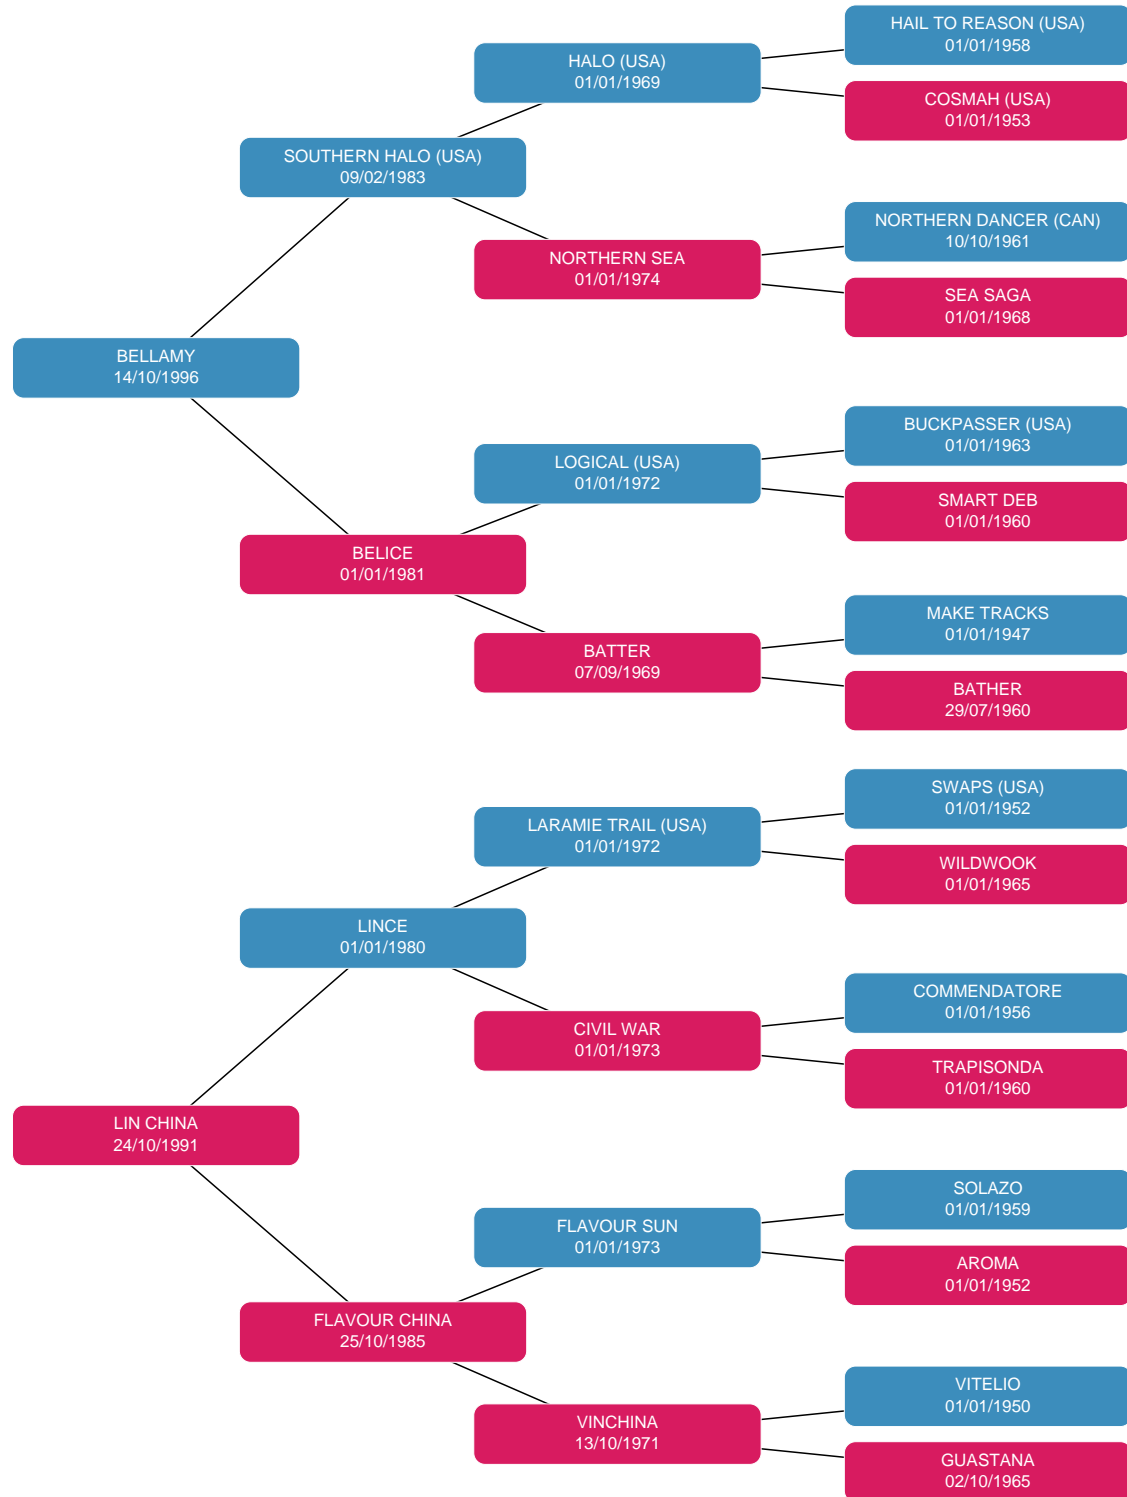 HAIL TO REASON (USA)
01/01/1958
HALO (USA)
01/01/1969
COSMAH (USA)
01/01/1953
SOUTHERN HALO (USA)
09/02/1983
NORTHERN DANCER (CAN)
10/10/1961
NORTHERN SEA
01/01/1974
SEA SAGA
01/01/1968
BELLAMY
14/10/1996
BUCKPASSER (USA)
01/01/1963
LOGICAL (USA)
01/01/1972
SMART DEB
01/01/1960
BELICE
01/01/1981
MAKE TRACKS
01/01/1947
BATTER
07/09/1969
BATHER
29/07/1960
SWAPS (USA)
01/01/1952
LARAMIE TRAIL (USA)
01/01/1972
WILDWOOK
01/01/1965
LINCE
01/01/1980
COMMENDATORE
01/01/1956
CIVIL WAR
01/01/1973
TRAPISONDA
01/01/1960
LIN CHINA
24/10/1991
SOLAZO
01/01/1959
FLAVOUR SUN
01/01/1973
AROMA
01/01/1952
FLAVOUR CHINA
25/10/1985
VITELIO
01/01/1950
VINCHINA
13/10/1971
GUASTANA
02/10/1965